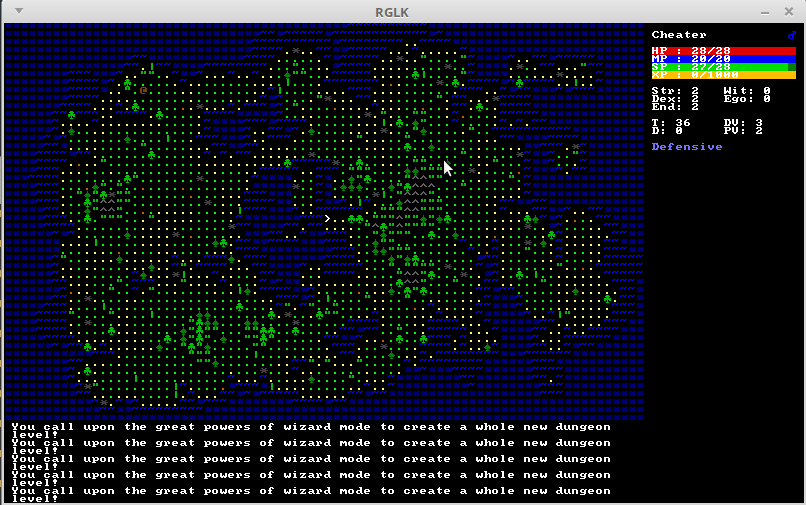 RGLK
Cheater ♂
HP : 28/28
MP : 20/20
SP : 27/28
XP : 0/1000
Str: 2 Wit: 0
Dex: 2 Ego: 0
End: 2
T: 36 DV: 3
D: 0 PV: 2
Defensive
You call upon the great powers of wizard mode to create a whole new dungeon
level!
You call upon the great powers of wizard mode to create a whole new dungeon
level!
You call upon the great powers of wizard mode to create a whole new dungeon
level!
You call upon the great powers of wizard mode to create a whole new dungeon
level!
You call upon the great powers of wizard mode to create a whole new dungeon
level!